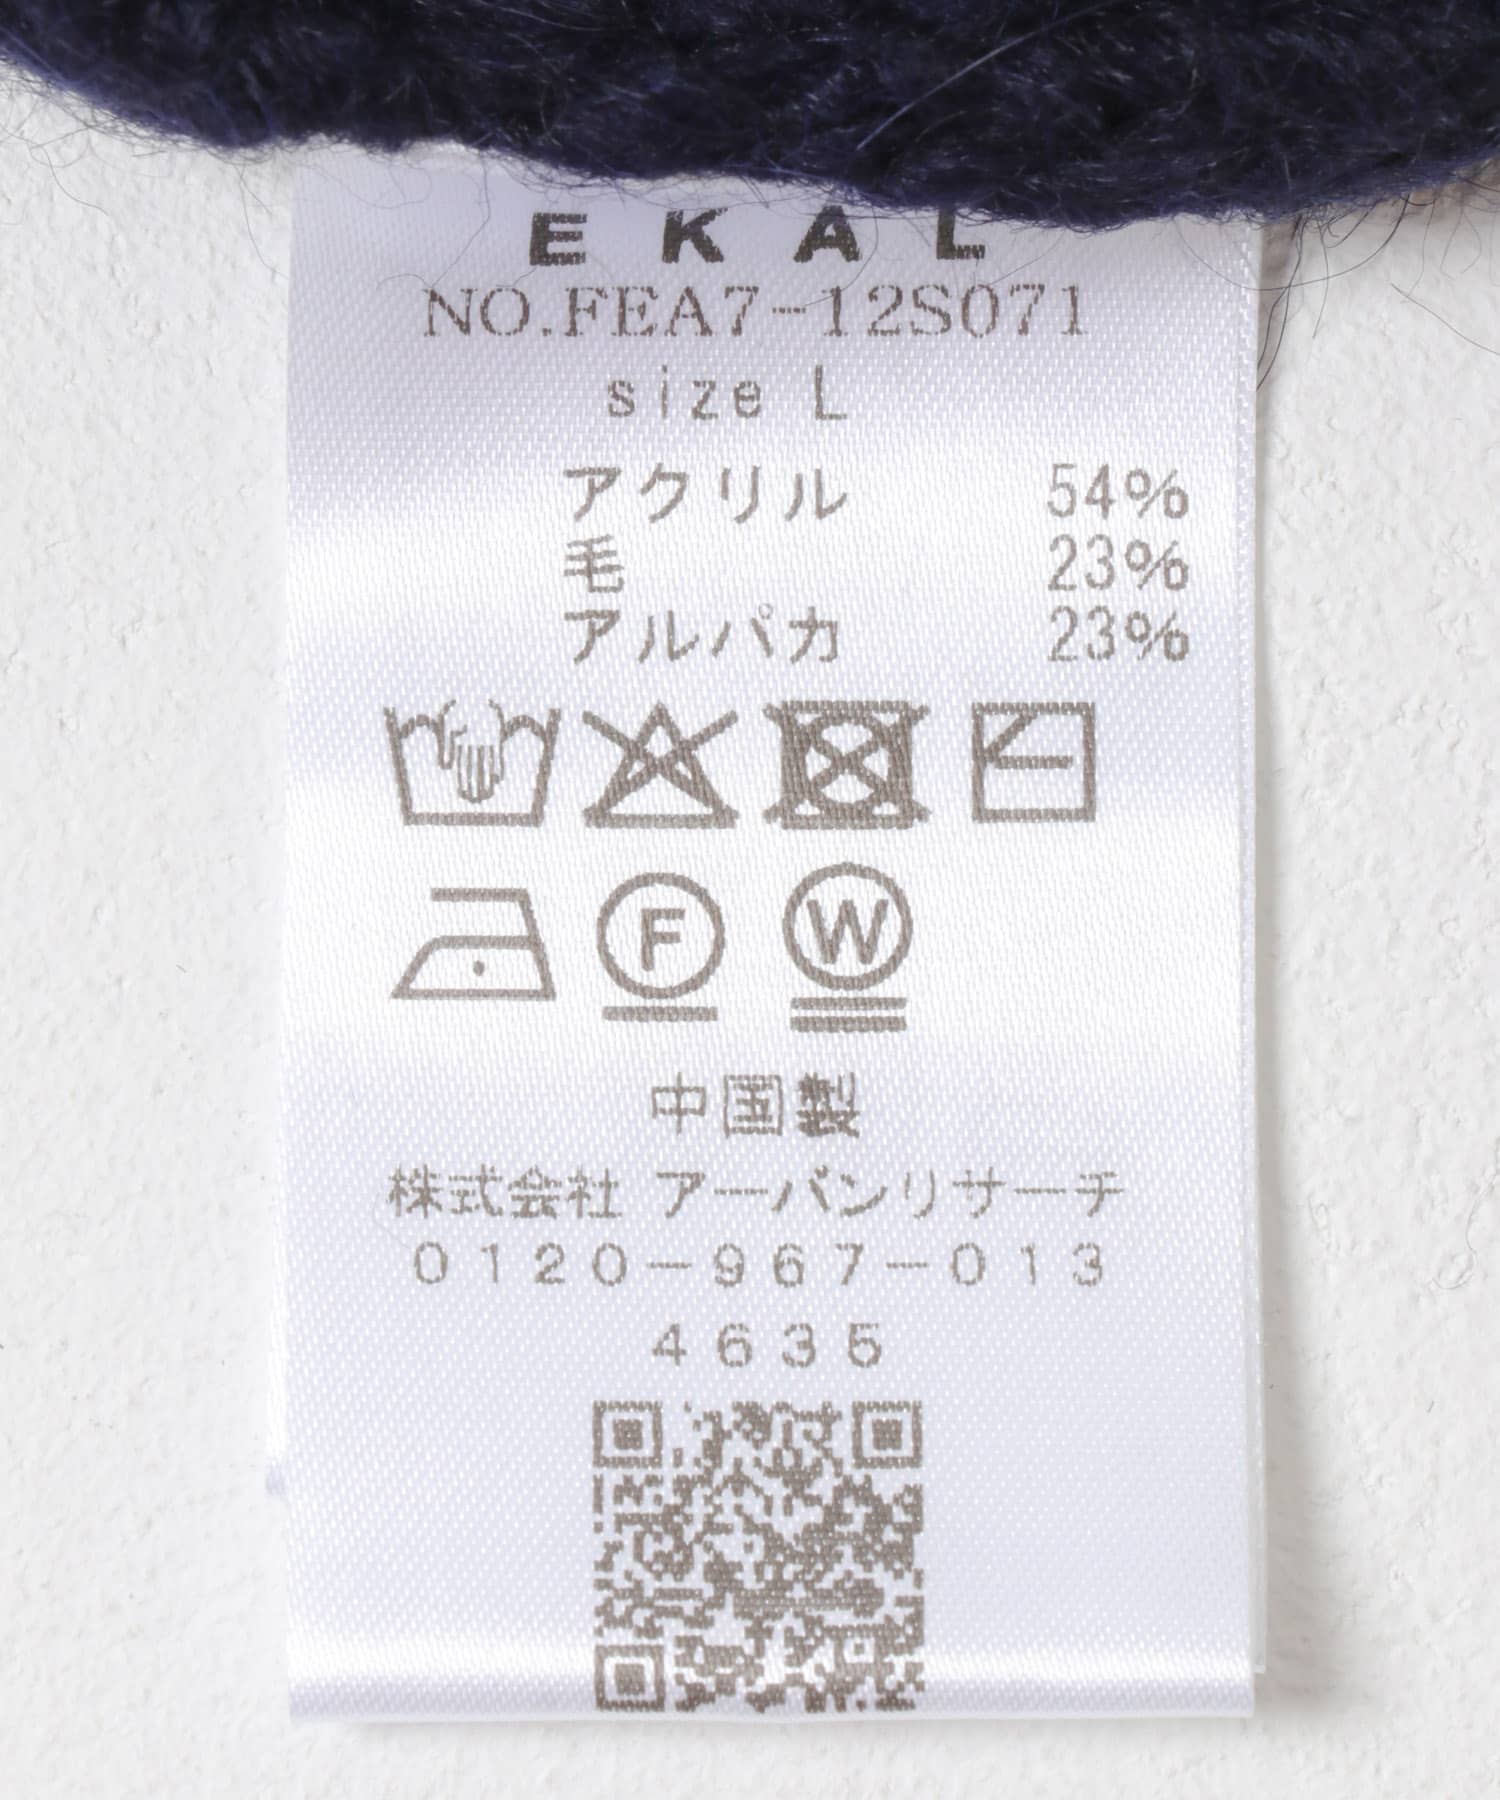 EKAL
NO.FEA7-12S071
size L
アクリル 54%
毛 23%
アルパカ 23%
F W
中国製
株式会社 アーバンリサーチ
0120-967-013
4635